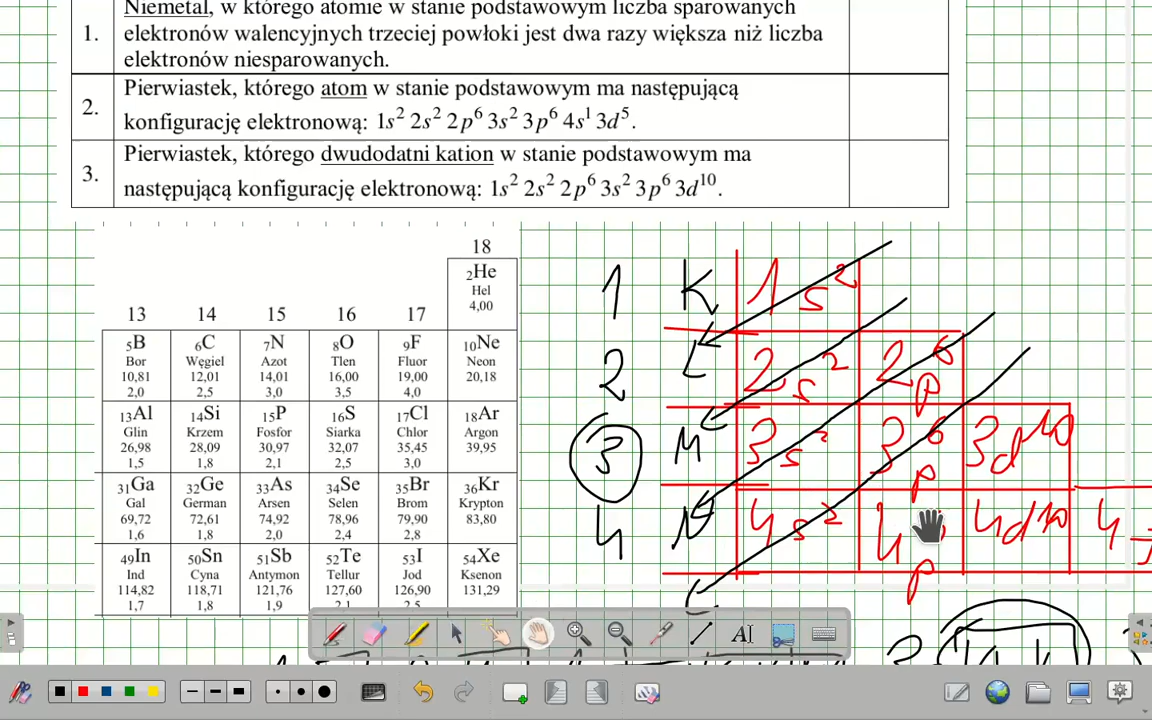 Niemetal, w którego atomie w stanie podstawowym liczba sparowanych
1. elektronów walencyjnych trzeciej powłoki jest dwa razy większa niż liczba
elektronów niesparowanych.
2. Pierwiastek, którego atom w stanie podstawowym ma następującą
konfigurację elektronową: 1s² 2s² 2p⁶ 3s² 3p⁶ 4s¹ 3d⁵.
3. Pierwiastek, którego dwudodatni kation w stanie podstawowym ma
następującą konfigurację elektronową: 1s² 2s² 2p⁶ 3s² 3p⁶ 3d¹⁰.
18
₂He
Hel
4,00
13 14 15 16 17
₅B ₆C ₇N ₈O ₉F ₁₀Ne
Bor Węgiel Azot Tlen Fluor Neon
10,81 12,01 14,01 16,00 19,00 20,18
2,0 2,5 3,0 3,5 4,0
₁₃Al ₁₄Si ₁₅P ₁₆S ₁₇Cl ₁₈Ar
Glin Krzem Fosfor Siarka Chlor Argon
26,98 28,09 30,97 32,07 35,45 39,95
1,5 1,8 2,1 2,5 3,0
₃₁Ga ₃₂Ge ₃₃As ₃₄Se ₃₅Br ₃₆Kr
Gal German Arsen Selen Brom Krypton
69,72 72,61 74,92 78,96 79,90 83,80
1,6 1,8 2,0 2,4 2,8
₄₉In ₅₀Sn ₅₁Sb ₅₂Te ₅₃I ₅₄Xe
Ind Cyna Antymon Tellur Jod Ksenon
114,82 118,71 121,76 127,60 126,90 131,29
1,7 1,8 1,9 2,1 2,5
1 K 1s²
2 L 2s² 2p⁶
3 M 3s² 3p⁶ 3d¹⁰
4 N 4s² 4p 4d¹⁰ 4f
AI